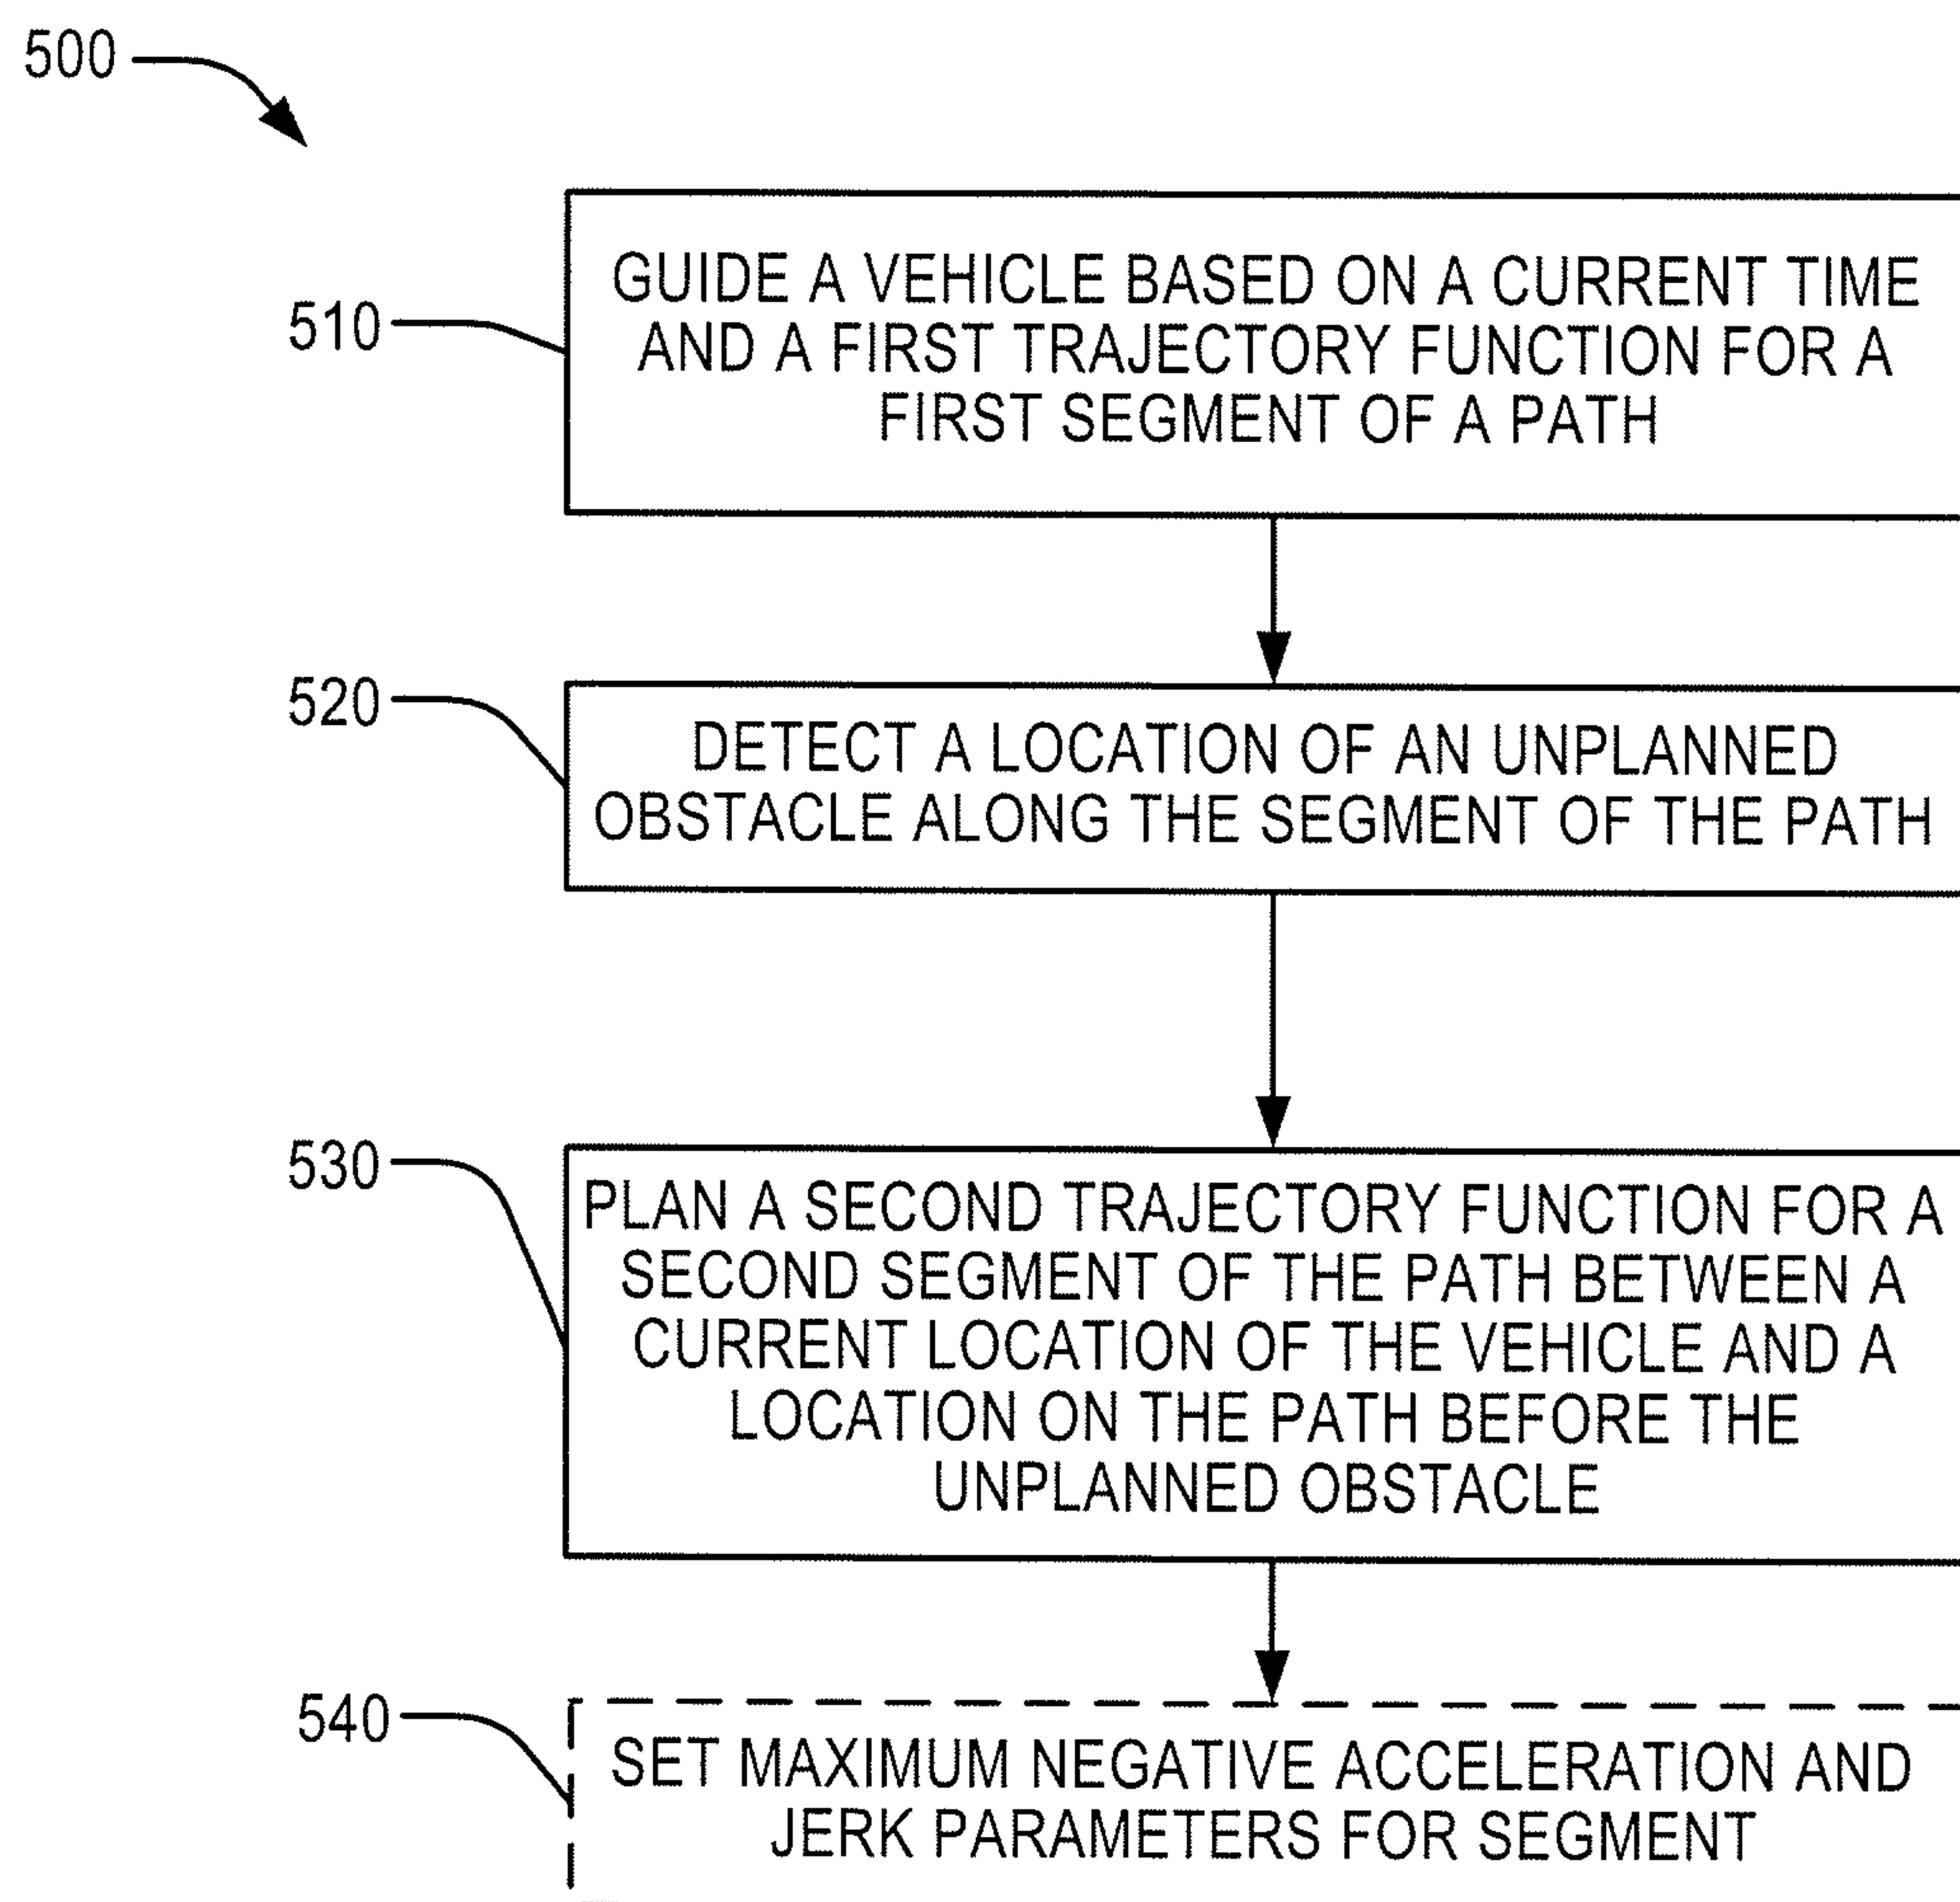 500
510
GUIDE A VEHICLE BASED ON A CURRENT TIME
AND A FIRST TRAJECTORY FUNCTION FOR A
FIRST SEGMENT OF A PATH
520
DETECT A LOCATION OF AN UNPLANNED
OBSTACLE ALONG THE SEGMENT OF THE PATH
530
PLAN A SECOND TRAJECTORY FUNCTION FOR A
SECOND SEGMENT OF THE PATH BETWEEN A
CURRENT LOCATION OF THE VEHICLE AND A
LOCATION ON THE PATH BEFORE THE
UNPLANNED OBSTACLE
540
SET MAXIMUM NEGATIVE ACCELERATION AND
JERK PARAMETERS FOR SEGMENT